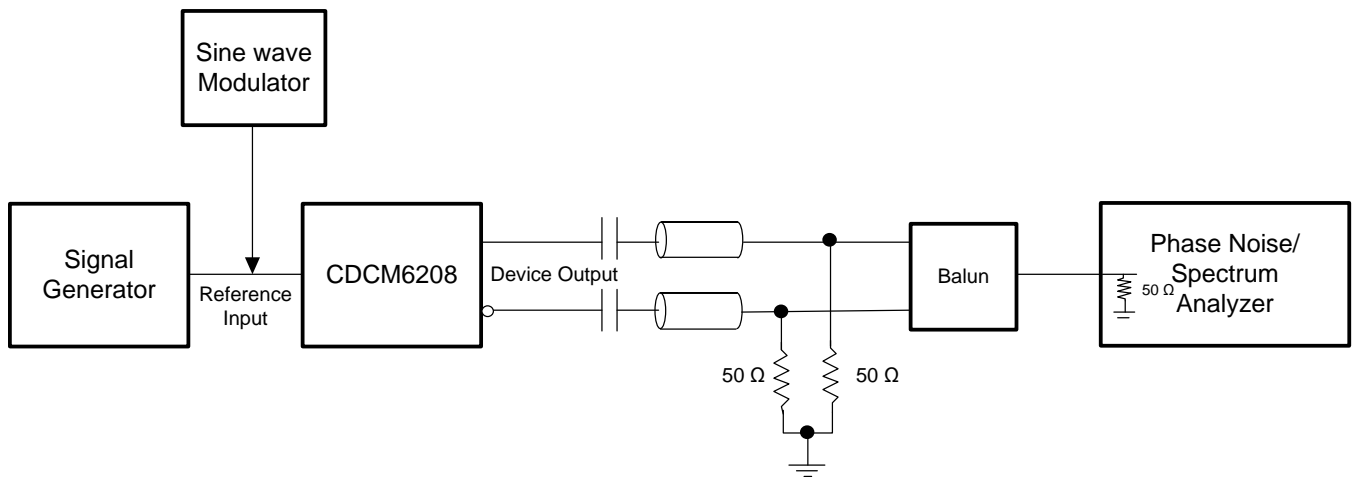 Sine wave
Modulator
Signal
Generator
Reference
Input
CDCM6208
Device Output
Balun
Phase Noise/
Spectrum
Analyzer
50 Ω
50 Ω
50 Ω